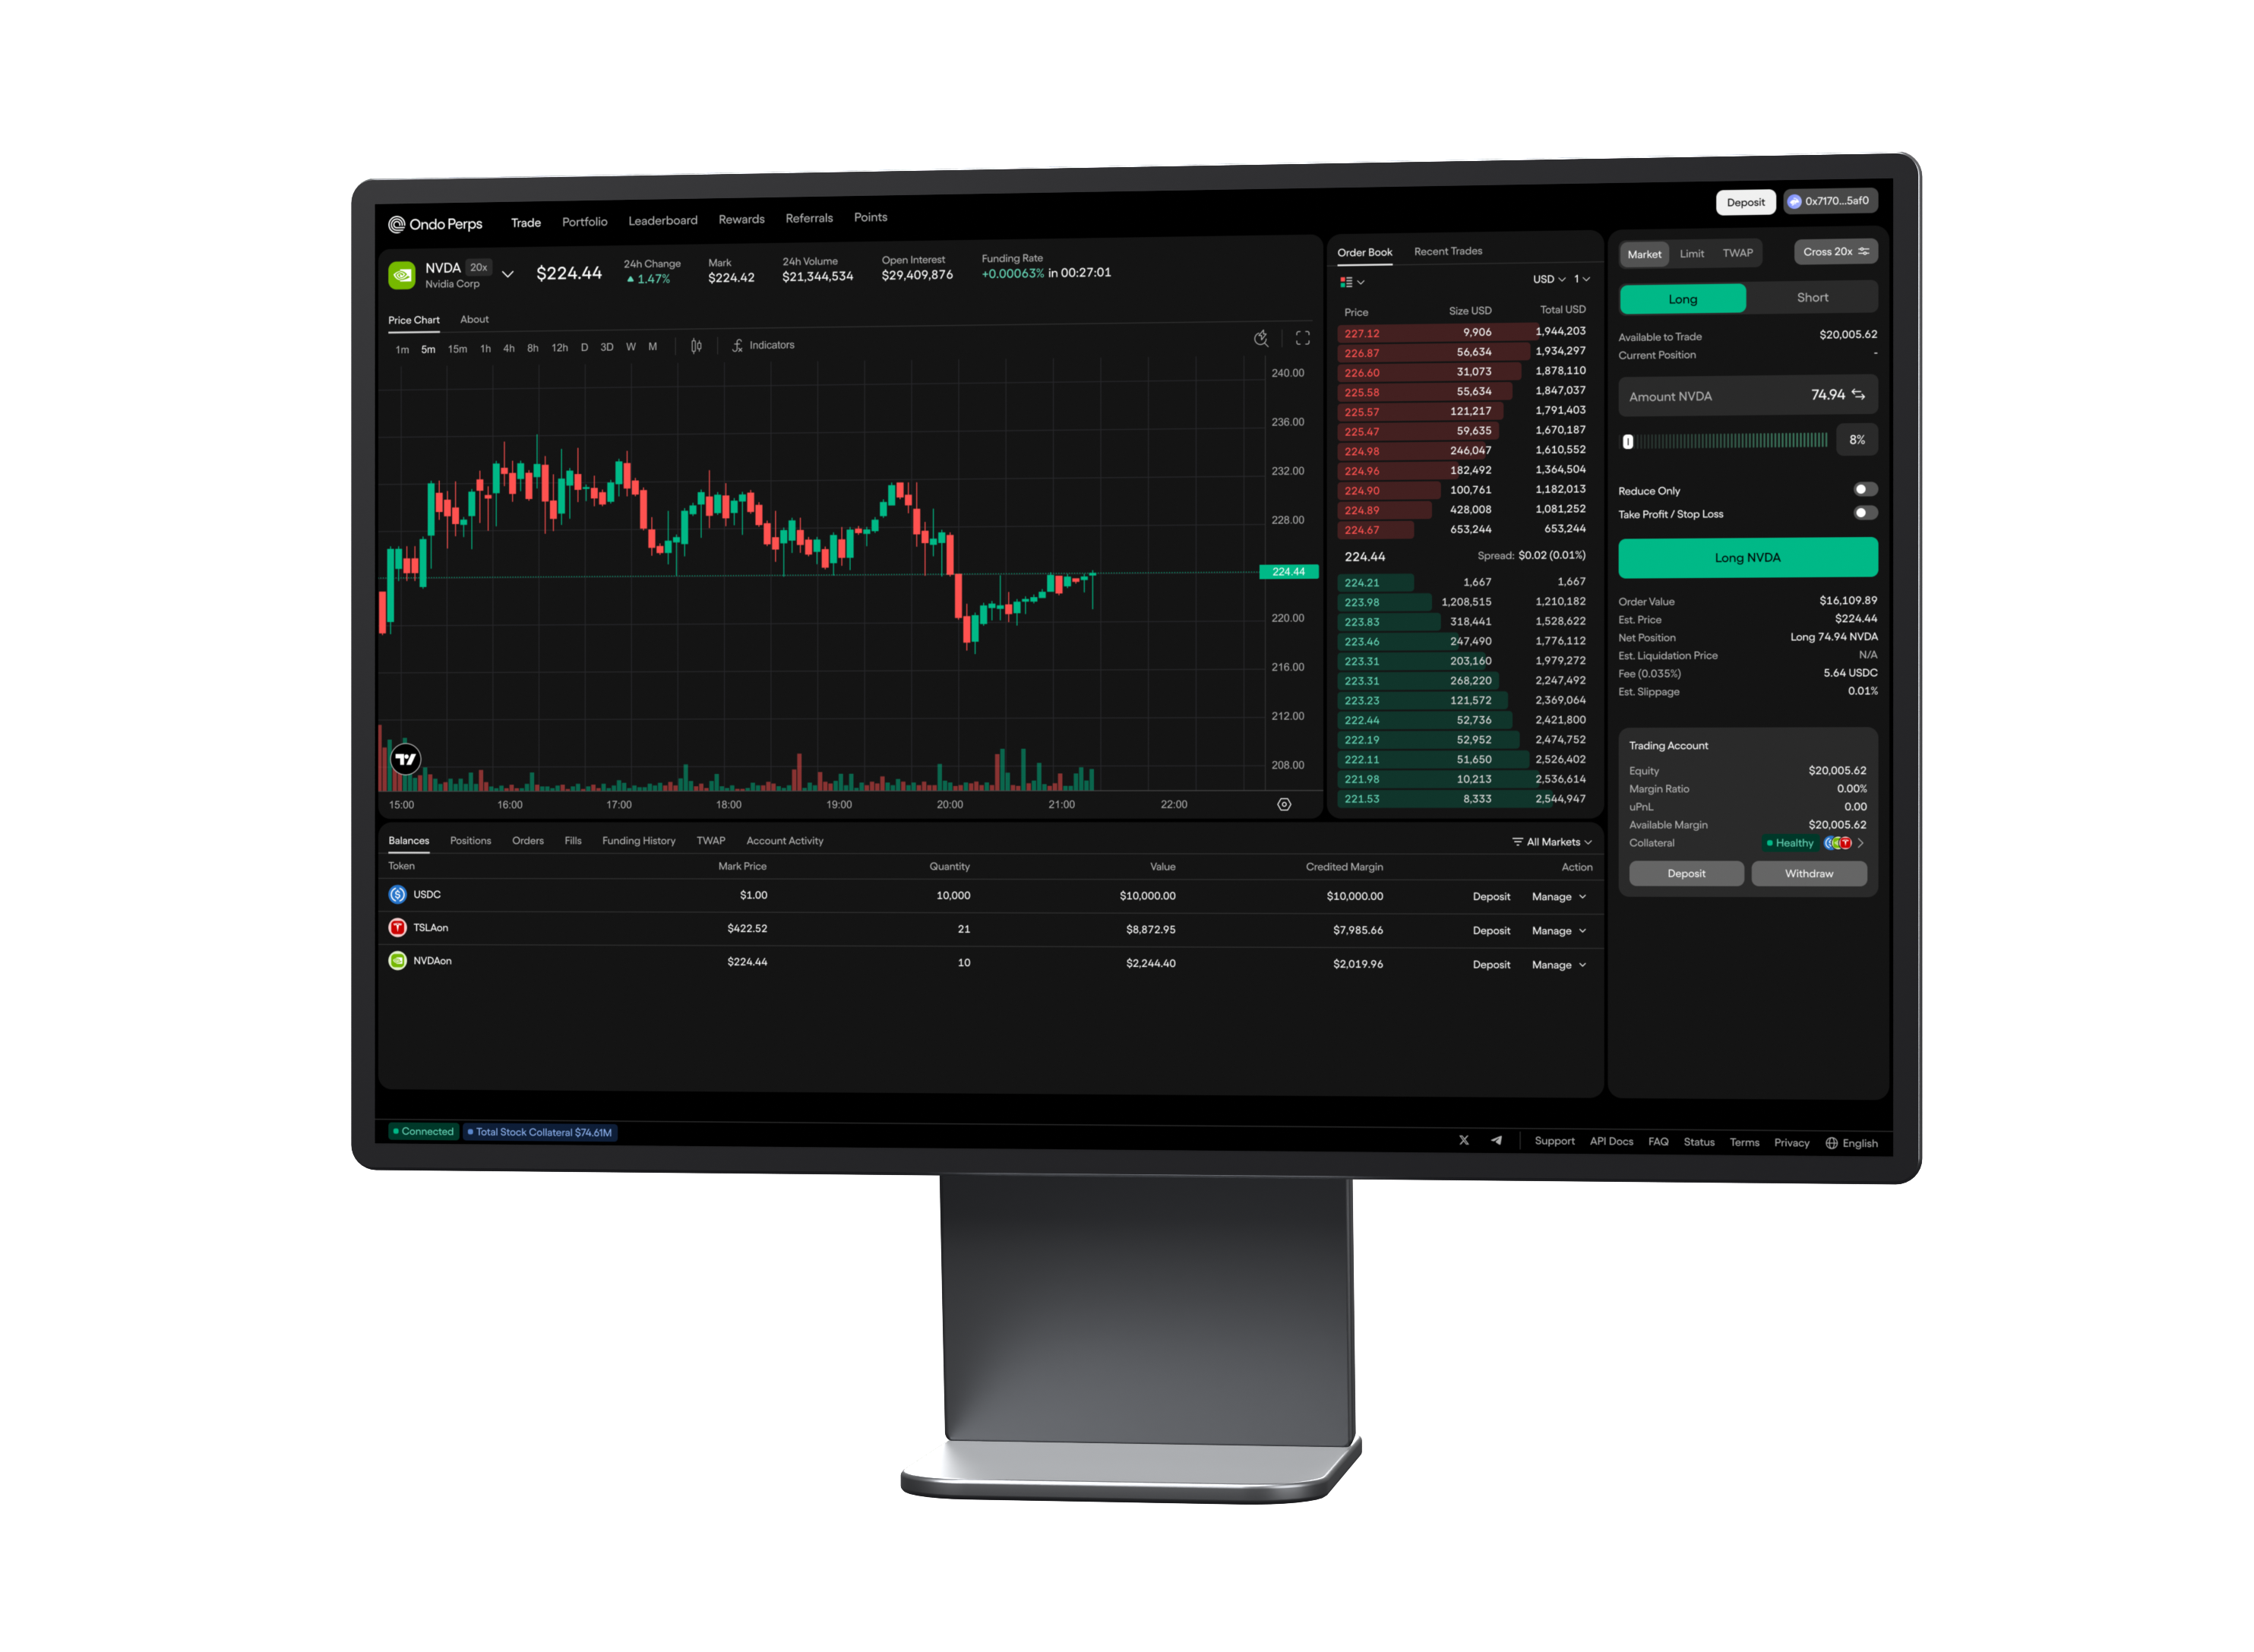 Ondo Perps Trade Portfolio Leaderboard Rewards Referrals Points Deposit 0x7170...5af0
NVDA 20x
Nvidia Corp
$224.44
24h Change
1.47%
Mark
$224.42
24h Volume
$21,344,534
Open Interest
$29,409,876
Funding Rate
+0.00063% in 00:27:01
Price Chart About
1m 5m 15m 1h 4h 8h 12h D 3D W M Indicators
240.00
236.00
232.00
228.00
224.44
220.00
216.00
212.00
208.00
15:00 16:00 17:00 18:00 19:00 20:00 21:00 22:00
Order Book Recent Trades
USD 1
Price Size USD Total USD
227.12 9,906 1,944,203
226.87 56,634 1,934,297
226.60 31,073 1,878,110
225.58 55,634 1,847,037
225.57 121,217 1,791,403
225.47 59,635 1,670,187
224.98 246,047 1,610,552
224.96 182,492 1,364,504
224.90 100,761 1,182,013
224.89 428,008 1,081,252
224.67 653,244 653,244
224.44 Spread: $0.02 (0.01%)
224.21 1,667 1,667
223.98 1,208,515 1,210,182
223.83 318,441 1,528,622
223.46 247,490 1,776,112
223.31 203,160 1,979,272
223.31 268,220 2,247,492
223.23 121,572 2,369,064
222.44 52,736 2,421,800
222.19 52,952 2,474,752
222.11 51,650 2,526,402
221.98 10,213 2,536,614
221.53 8,333 2,544,947
Market Limit TWAP Cross 20x
Long Short
Available to Trade $20,005.62
Current Position -
Amount NVDA 74.94
8%
Reduce Only
Take Profit / Stop Loss
Long NVDA
Order Value $16,109.89
Est. Price $224.44
Net Position Long 74.94 NVDA
Est. Liquidation Price N/A
Fee (0.035%) 5.64 USDC
Est. Slippage 0.01%
Trading Account
Equity $20,005.62
Margin Ratio 0.00%
uPnL 0.00
Available Margin $20,005.62
Collateral Healthy
Deposit Withdraw
Balances Positions Orders Fills Funding History TWAP Account Activity All Markets
Token Mark Price Quantity Value Credited Margin Action
USDC $1.00 10,000 $10,000.00 $10,000.00 Deposit Manage
TSLAon $422.52 21 $8,872.95 $7,985.66 Deposit Manage
NVDAon $224.44 10 $2,244.40 $2,019.96 Deposit Manage
Connected Total Stock Collateral $74.61M Support API Docs FAQ Status Terms Privacy English